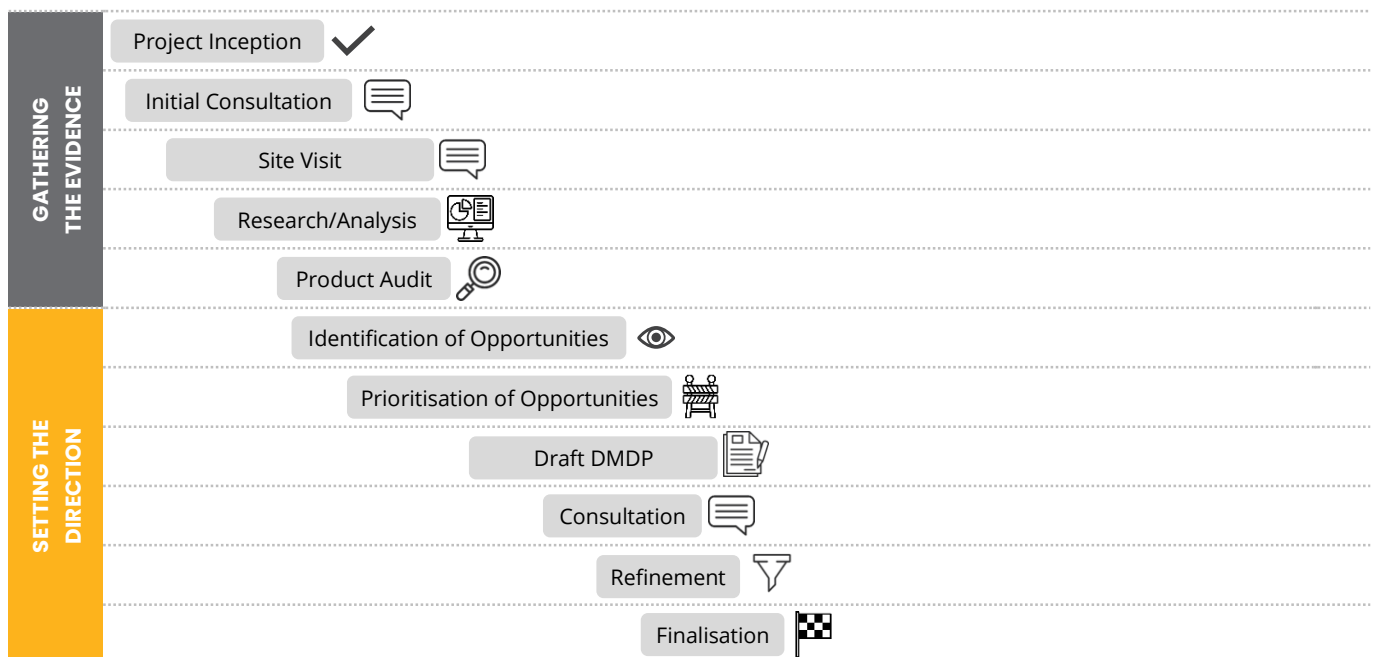 GATHERING
THE EVIDENCE
Project Inception
Initial Consultation
Site Visit
Research/Analysis
Product Audit
SETTING THE
DIRECTION
Identification of Opportunities
Prioritisation of Opportunities
Draft DMDP
Consultation
Refinement
Finalisation